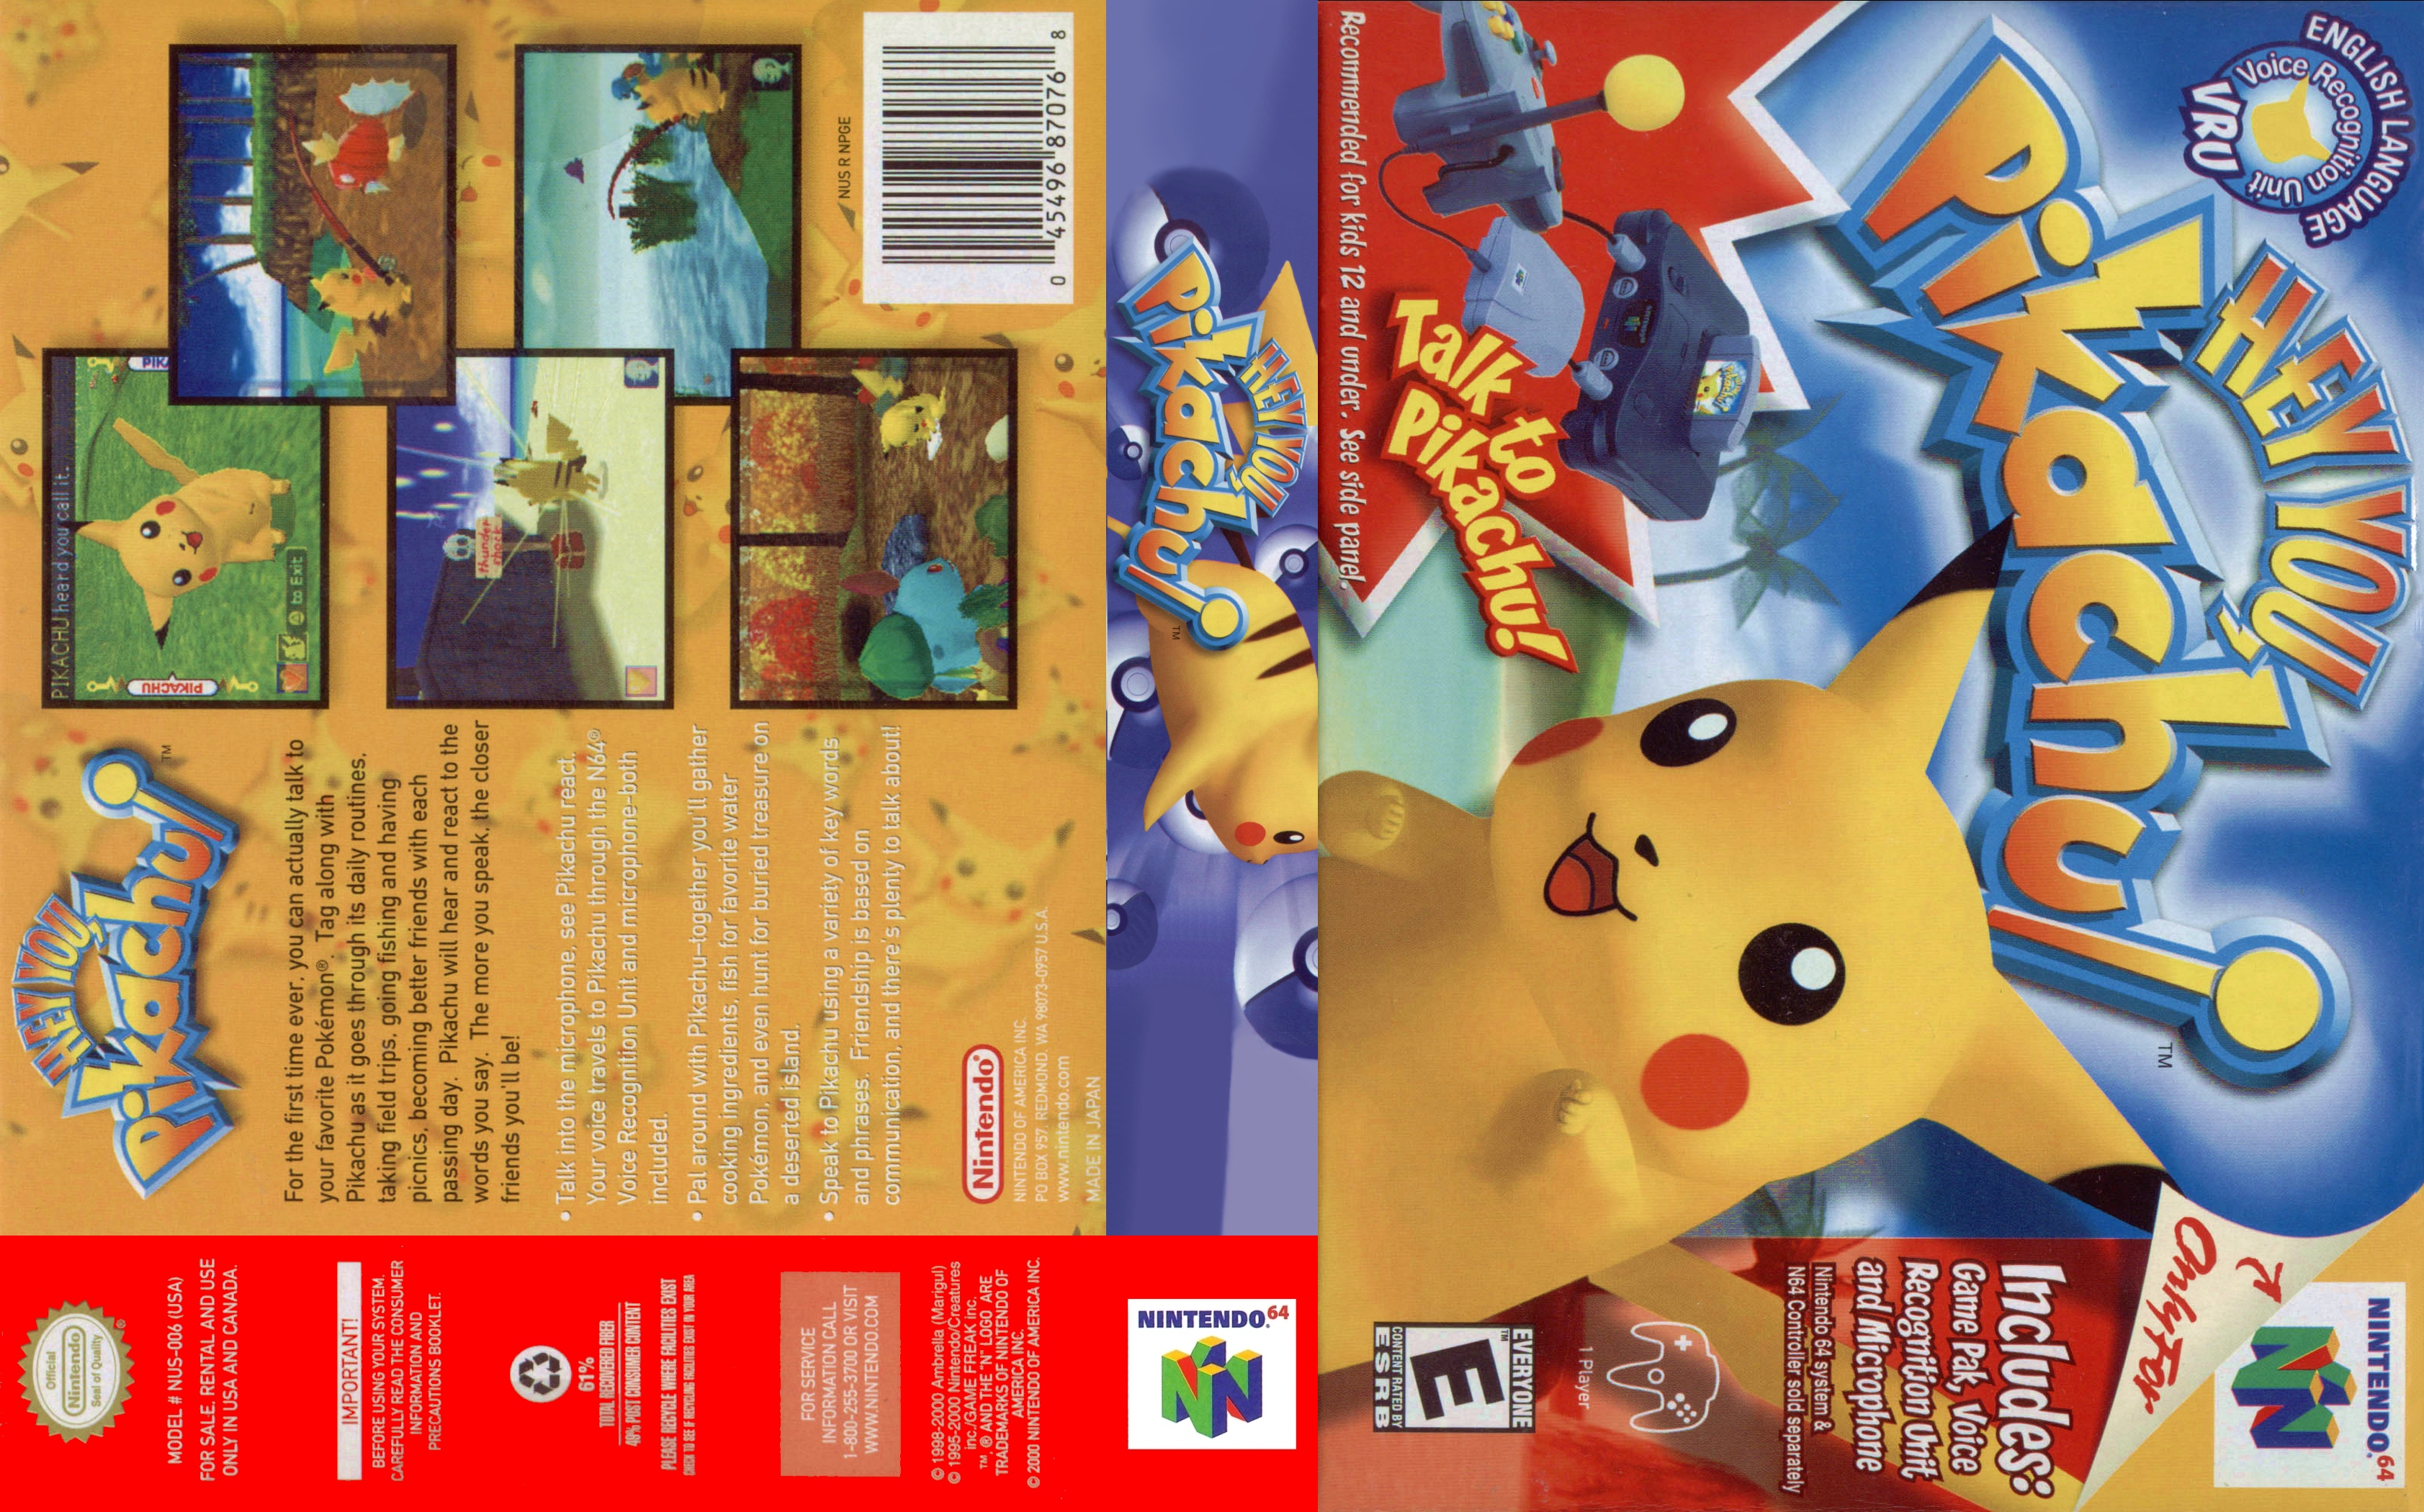 HEY YOU,
Pikachu!
TM
For the first time ever, you can actually talk to
your favorite Pokémon®. Tag along with
Pikachu as it goes through its daily routines,
taking field trips, going fishing and having
picnics, becoming better friends with each
passing day. Pikachu will hear and react to the
words you say. The more you speak, the closer
friends you'll be!
• Talk into the microphone, see Pikachu react.
Your voice travels to Pikachu through the N64®
Voice Recognition Unit and microphone–both
included.
• Pal around with Pikachu–together you'll gather
cooking ingredients, fish for favorite water
Pokémon, and even hunt for buried treasure on
a deserted island.
• Speak to Pikachu using a variety of key words
and phrases. Friendship is based on
communication, and there's plenty to talk about!
Nintendo®
NINTENDO OF AMERICA INC.
PO BOX 957, REDMOND, WA 98073-0957 U.S.A.
www.nintendo.com
MADE IN JAPAN
PIKACHU heard you call it.
PIKACHU
PIK
A to Exit
thunder
shock
NUS R NPGE
0 45496 87076 8
Official
Nintendo
Seal of Quality
®
MODEL # NUS-006 (USA)
FOR SALE, RENTAL AND USE
ONLY IN USA AND CANADA.
IMPORTANT!
BEFORE USING YOUR SYSTEM,
CAREFULLY READ THE CONSUMER
INFORMATION AND
PRECAUTIONS BOOKLET.
61%
TOTAL RECOVERED FIBER
40% POST CONSUMER CONTENT
PLEASE RECYCLE WHERE FACILITIES EXIST
CHECK TO SEE IF RECYCLING FACILITIES EXIST IN YOUR AREA
FOR SERVICE
INFORMATION CALL
1-800-255-3700 OR VISIT
WWW.NINTENDO.COM
© 1998-2000 Ambrella (Marigul)
© 1995-2000 Nintendo/Creatures
inc./GAME FREAK inc.
™, ® AND THE "N" LOGO ARE
TRADEMARKS OF NINTENDO OF
AMERICA INC.
© 2000 NINTENDO OF AMERICA INC.
HEY YOU,
Pikachu!
TM
NINTENDO 64
ENGLISH LANGUAGE
Voice Recognition Unit
VRU
HEY YOU,
Pikachu!
TM
Talk to
Pikachu!
Recommended for kids 12 and under. See side panel.
Only For
NINTENDO 64
Includes:
Game Pak, Voice
Recognition Unit
and Microphone
Nintendo 64 system &
N64 Controller sold separately
1 Player
EVERYONE
E
TM
CONTENT RATED BY
ESRB